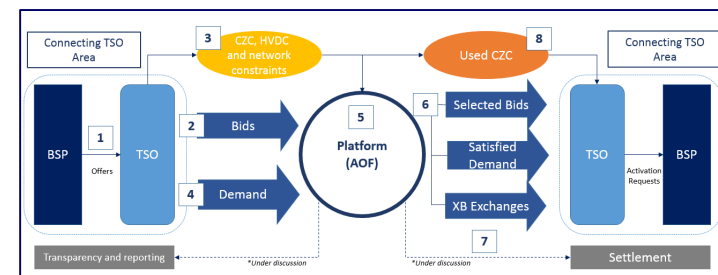 Connecting TSO
Area
3
CZC, HVDC
and network
constraints
Used CZC
8
Connecting TSO
Area
BSP
1
Offers
TSO
2
Bids
4
Demand
5
Platform
(AOF)
6
Selected Bids
Satisfied
Demand
XB Exchanges
7
TSO
Activation
Requests
BSP
Transparency and reporting
*Under discussion
*Under discussion
Settlement